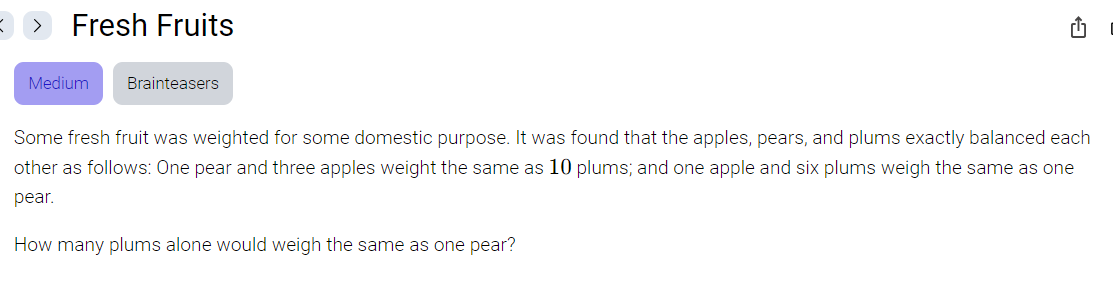 Fresh Fruits
Medium Brainteasers
Some fresh fruit was weighted for some domestic purpose. It was found that the apples, pears, and plums exactly balanced each
other as follows: One pear and three apples weight the same as 10 plums; and one apple and six plums weigh the same as one
pear.
How many plums alone would weigh the same as one pear?